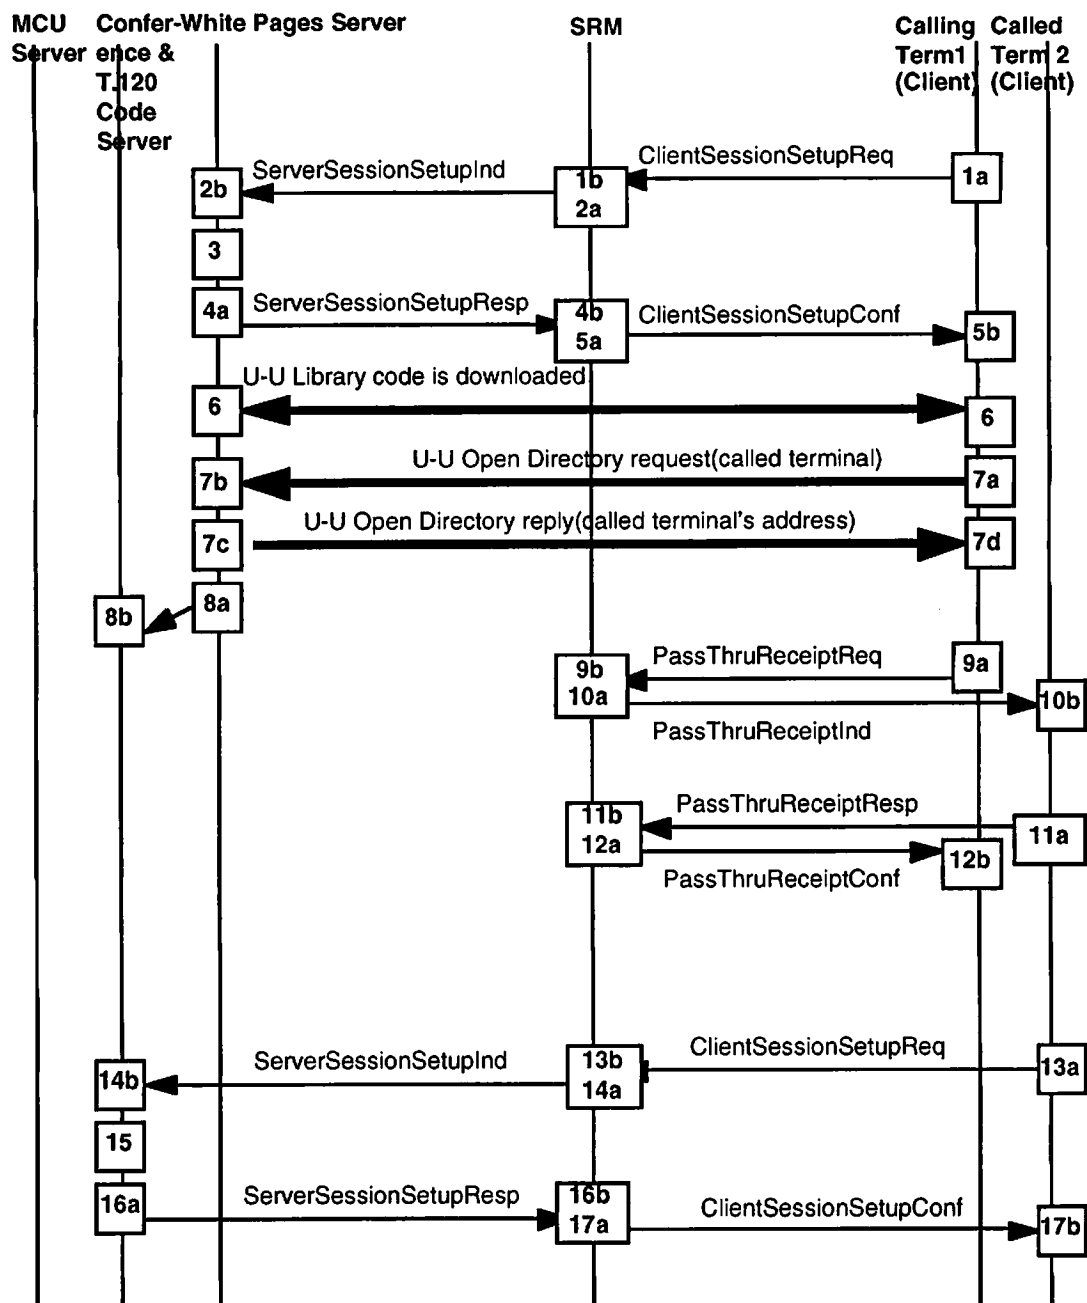 MCU Confer-White Pages Server SRM Calling Called
Server ence & Term1 Term 2
T.120 (Client) (Client)
Code
Server
ServerSessionSetupInd ClientSessionSetupReq
2b 1b 1a
2a
3
4a ServerSessionSetupResp 4b ClientSessionSetupConf
5a 5b
U-U Library code is downloaded
6 6
U-U Open Directory request(called terminal)
7b 7a
U-U Open Directory reply(called terminal's address)
7c 7d
8b 8a
9b PassThruReceiptReq 9a
10a 10b
PassThruReceiptInd
11b PassThruReceiptResp
12a 11a
PassThruReceiptConf 12b
ServerSessionSetupInd 13b ClientSessionSetupReq
14b 14a 13a
15
16a ServerSessionSetupResp 16b ClientSessionSetupConf
17a 17b